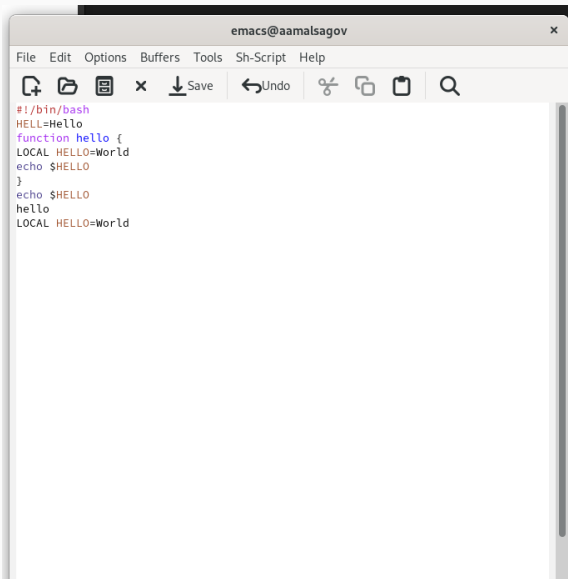 emacs@aamalsagov ×
File Edit Options Buffers Tools Sh-Script Help
Save Undo
#!/bin/bash
HELL=Hello
function hello {
LOCAL HELLO=World
echo $HELLO
}
echo $HELLO
hello
LOCAL HELLO=World